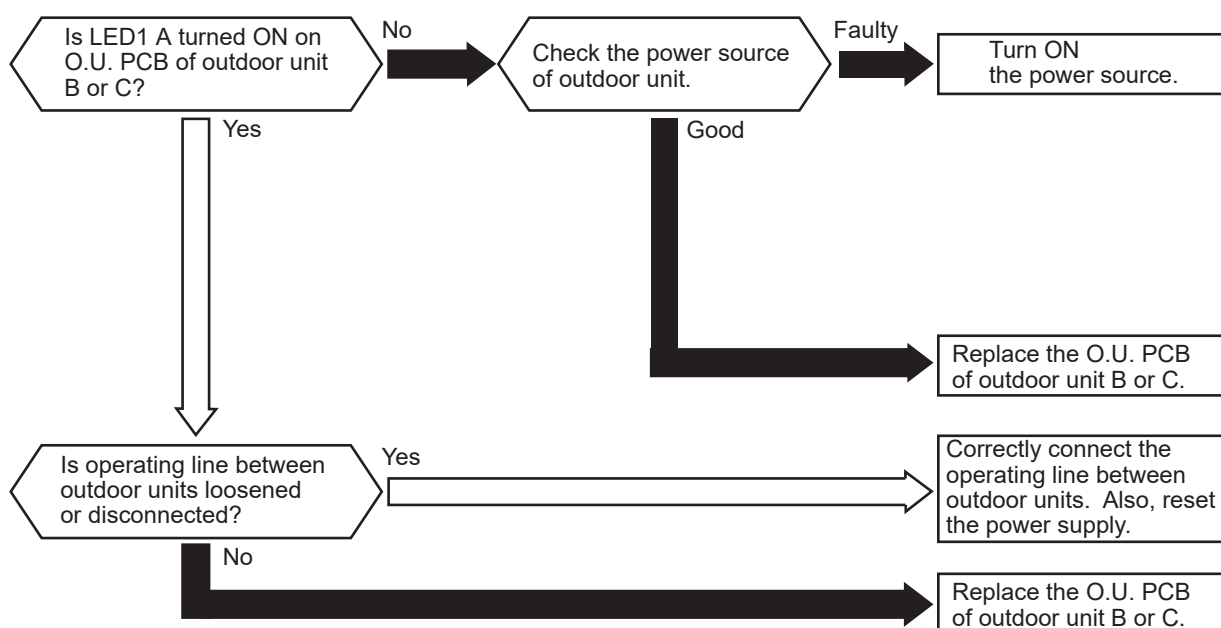 Is LED1 A turned ON on
O.U. PCB of outdoor unit
B or C?
No
Check the power source
of outdoor unit.
Faulty
Turn ON
the power source.
Yes
Good
Replace the O.U. PCB
of outdoor unit B or C.
Is operating line between
outdoor units loosened
or disconnected?
Yes
Correctly connect the
operating line between
outdoor units. Also, reset
the power supply.
No
Replace the O.U. PCB
of outdoor unit B or C.